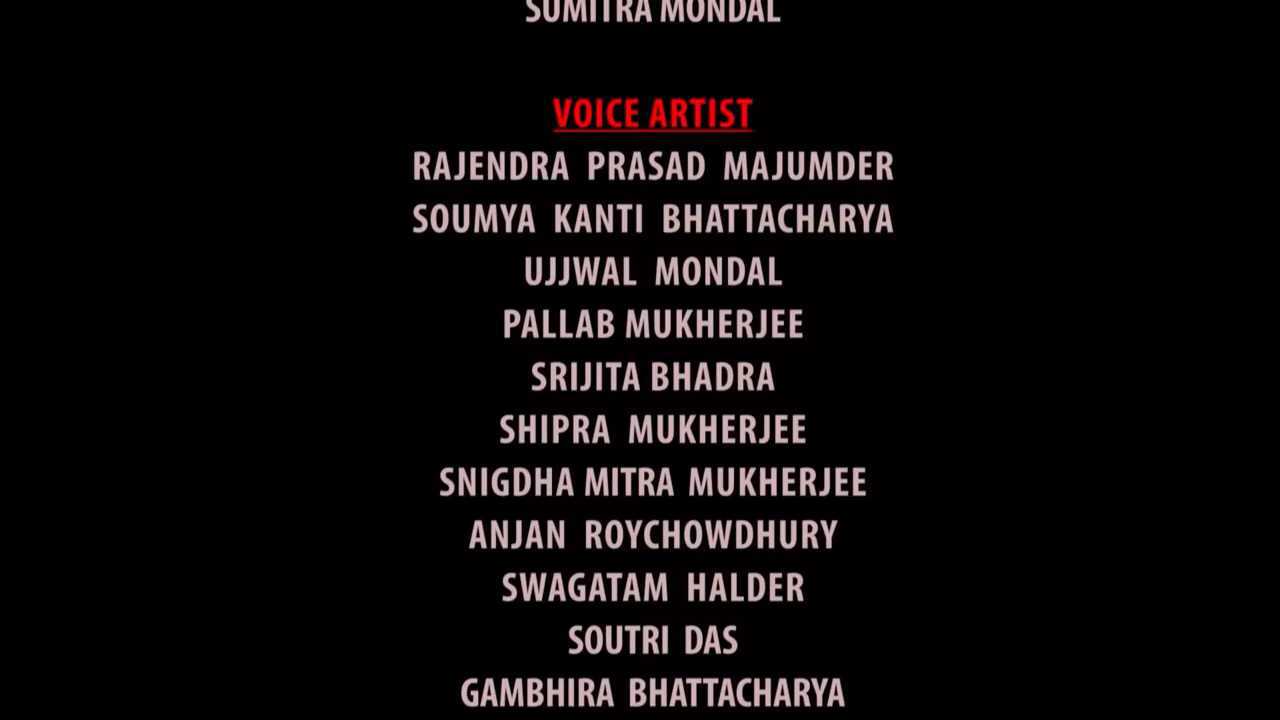 SUMITRA MONDAL
VOICE ARTIST
RAJENDRA PRASAD MAJUMDER
SOUMYA KANTI BHATTACHARYA
UJJWAL MONDAL
PALLAB MUKHERJEE
SRIJITA BHADRA
SHIPRA MUKHERJEE
SNIGDHA MITRA MUKHERJEE
ANJAN ROYCHOWDHURY
SWAGATAM HALDER
SOUTRI DAS
GAMBHIRA BHATTACHARYA